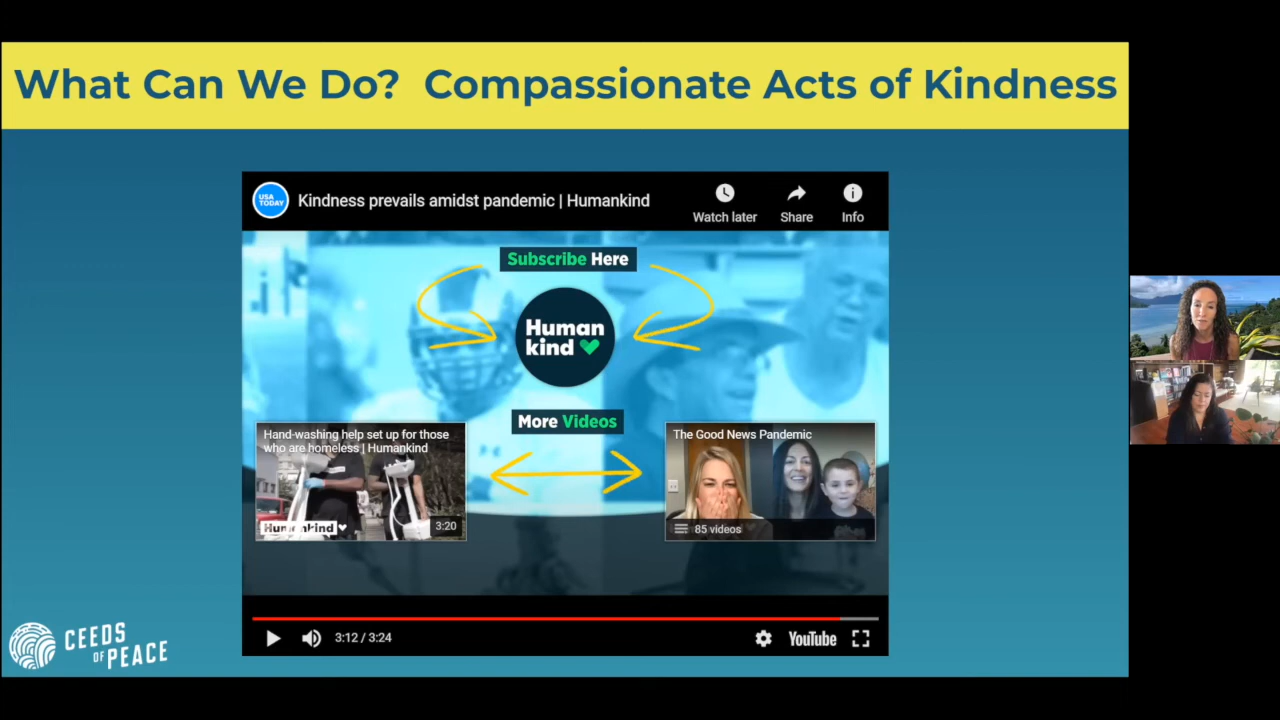 What Can We Do? Compassionate Acts of Kindness
USA
TODAY
Kindness prevails amidst pandemic | Humankind
Watch later
Share
Info
Subscribe Here
Human
kind
More Videos
Hand-washing help set up for those
who are homeless | Humankind
Humankind
3:20
The Good News Pandemic
85 videos
3:12 / 3:24
YouTube
CEEDS
OF PEACE